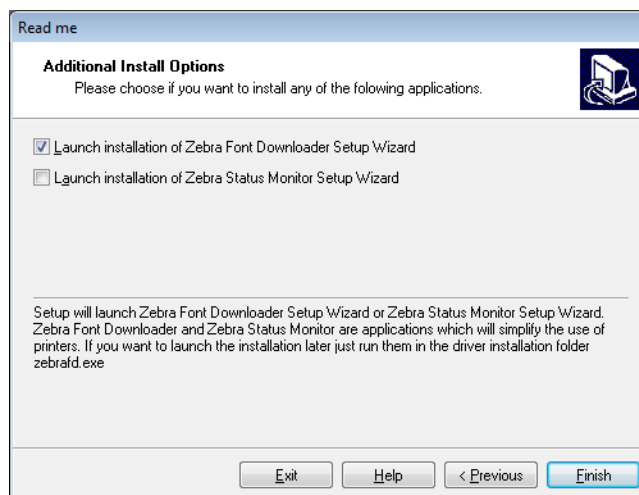 Read me
Additional Install Options
Please choose if you want to install any of the folowing applications.
Launch installation of Zebra Font Downloader Setup Wizard
Launch installation of Zebra Status Monitor Setup Wizard
Setup will launch Zebra Font Downloader Setup Wizard or Zebra Status Monitor Setup Wizard.
Zebra Font Downloader and Zebra Status Monitor are applications which will simplify the use of
printers. If you want to launch the installation later just run them in the driver installation folder
zebrafd.exe
Exit
Help
< Previous
Finish